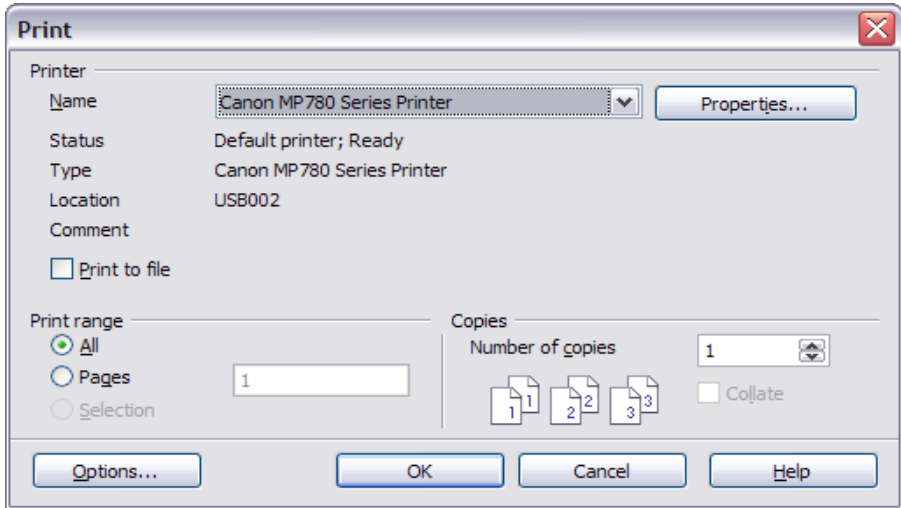 Print
Printer
Name Canon MP780 Series Printer Properties...
Status Default printer; Ready
Type Canon MP780 Series Printer
Location USB002
Comment
Print to file
Print range
All
Pages 1
Selection
Copies
Number of copies 1
1 1 2 2 3 3
Collate
Options... OK Cancel Help